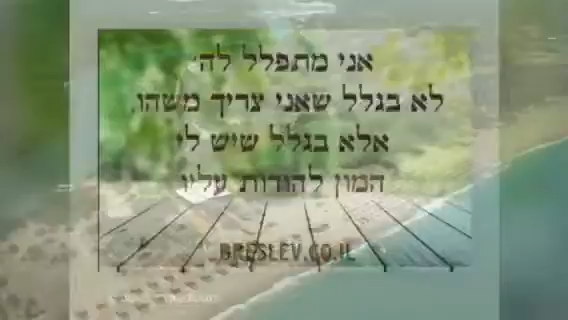 אני מתפלל לה׳
לא בגלל שאני צריך משהו,
אלא בגלל שיש לי
המון להודות עליו
BRESLEV.CO.IL